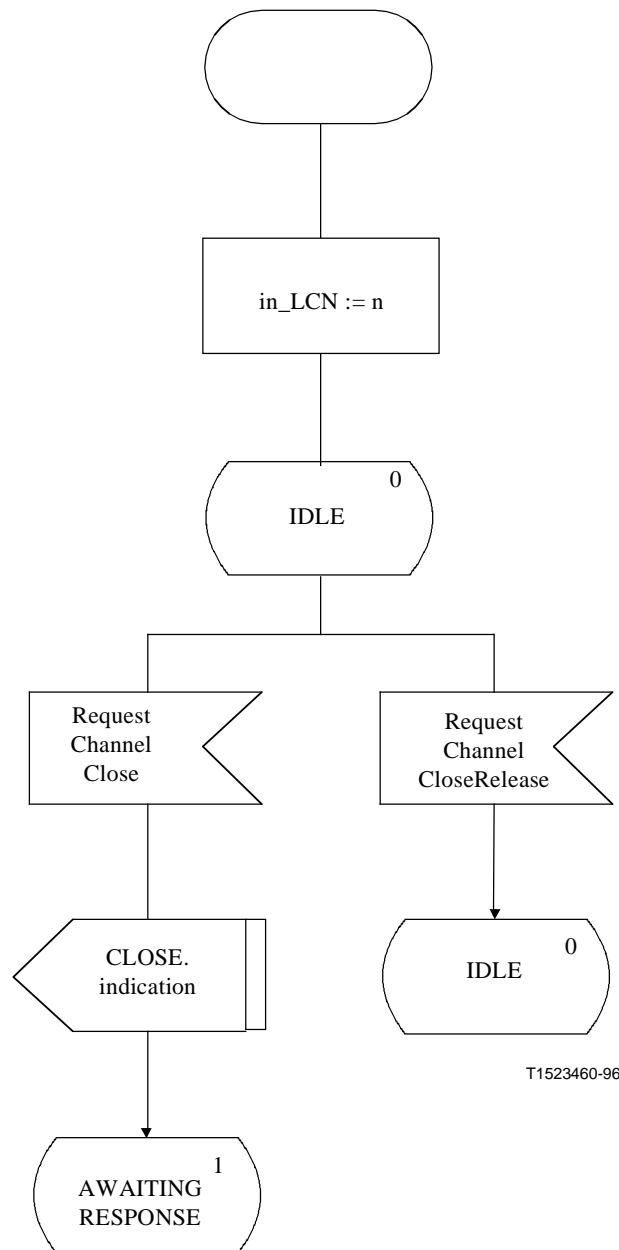 in_LCN := n
0
IDLE
Request
Channel
Close
Request
Channel
CloseRelease
CLOSE.
indication
0
IDLE
T1523460-96
1
AWAITING
RESPONSE